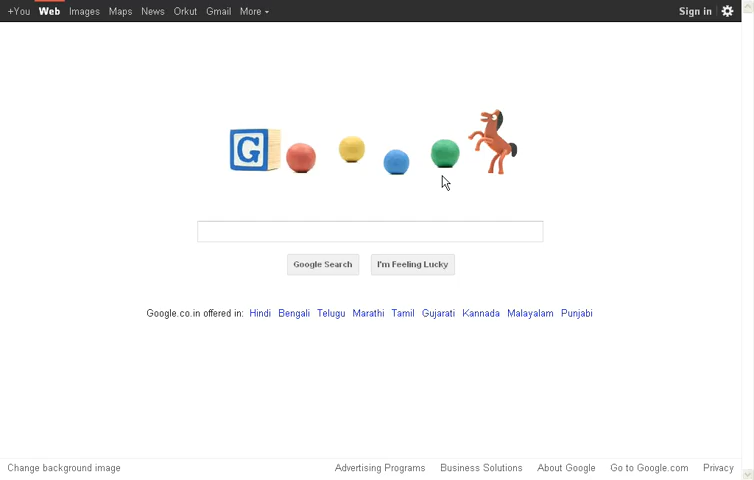 +You Web Images Maps News Orkut Gmail More Sign in
G
Google Search I'm Feeling Lucky
Google.co.in offered in: Hindi Bengali Telugu Marathi Tamil Gujarati Kannada Malayalam Punjabi
Change background image Advertising Programs Business Solutions About Google Go to Google.com Privacy